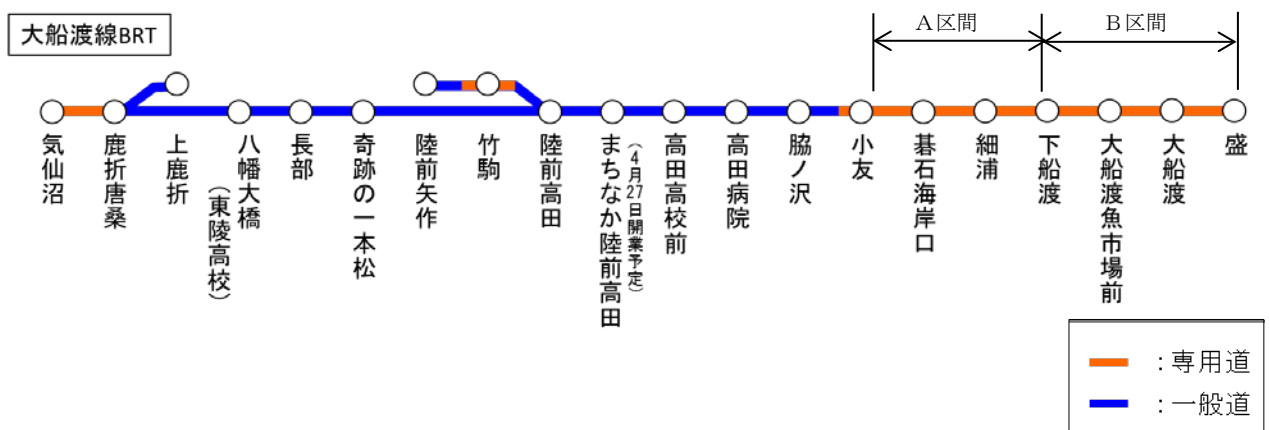 大船渡線BRT
A区間
B区間
気仙沼
鹿折唐桑
上鹿折
八幡大橋
（東陵高校）
長部
奇跡の一本松
陸前矢作
竹駒
陸前高田
まちなか陸前高田
（4月27日開業予定）
高田高校前
高田病院
脇ノ沢
小友
碁石海岸口
細浦
下船渡
大船渡魚市場前
大船渡
盛
：専用道
：一般道